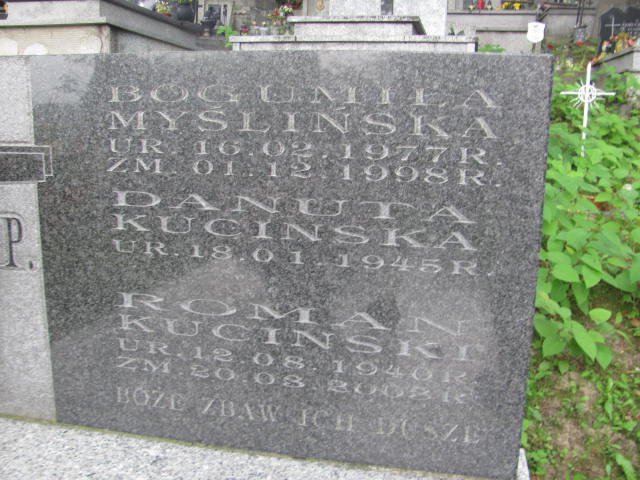 BOGUMIŁA
MYŚLIŃSKA
UR. 16.02.1977R.
ZM. 01.12.1998R.
DANUTA
KUCIŃSKA
UR. 18.01.1945R.
P.
ROMAN
KUCIŃSKI
UR. 12.08.1940R.
ZM. 20.08.2008R.
BOŻE ZBAW ICH DUSZE